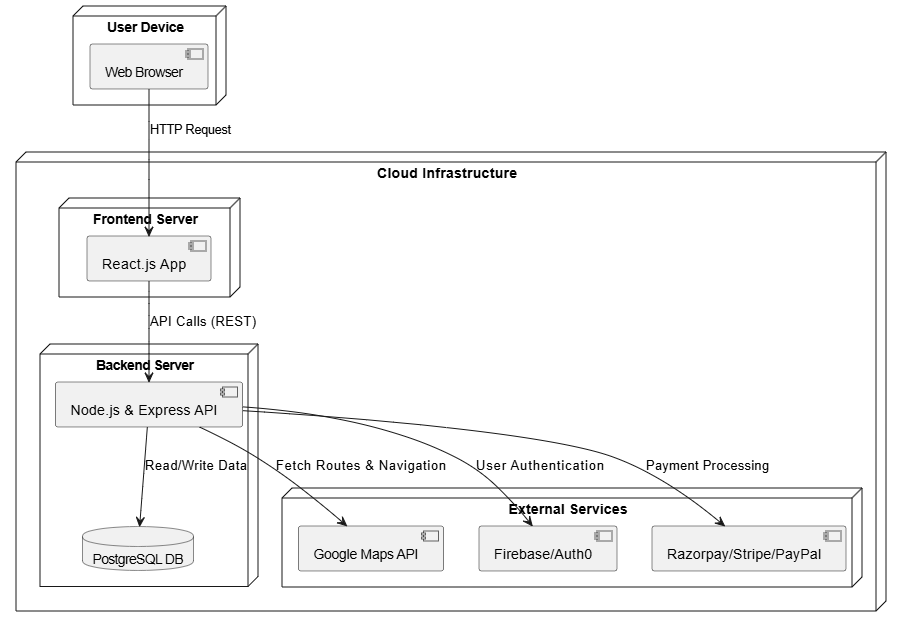 User Device
Web Browser
HTTP Request
Cloud Infrastructure
Frontend Server
React.js App
API Calls (REST)
Backend Server
Node.js & Express API
Read/Write Data
Fetch Routes & Navigation
User Authentication
Payment Processing
External Services
PostgreSQL DB
Google Maps API
Firebase/Auth0
Razorpay/Stripe/PayPal